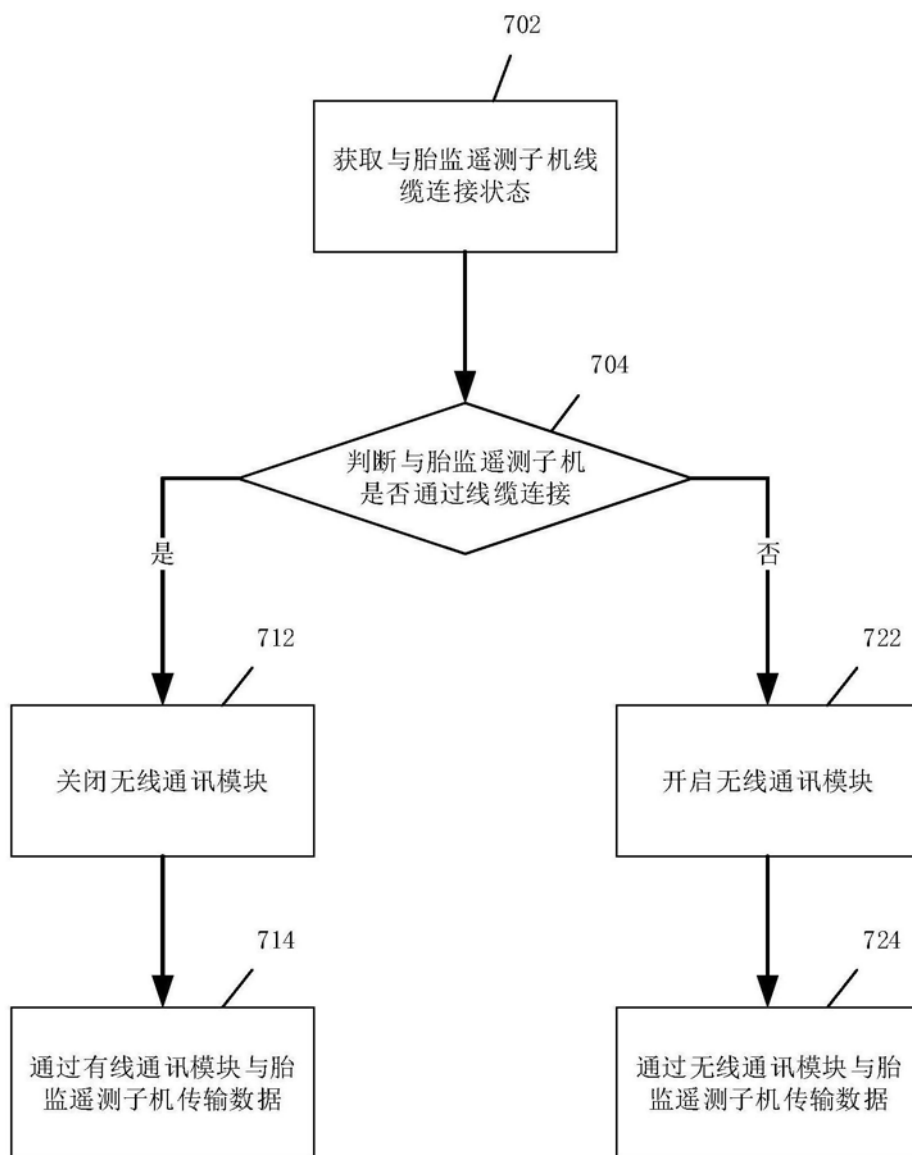 702
获取与胎监遥测子机线
缆连接状态
704
判断与胎监遥测子机
是否通过线缆连接
是
否
712
722
关闭无线通讯模块
开启无线通讯模块
714
724
通过有线通讯模块与胎
监遥测子机传输数据
通过无线通讯模块与胎
监遥测子机传输数据